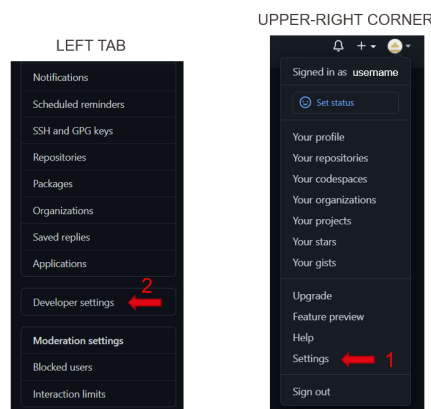 UPPER-RIGHT CORNER
LEFT TAB
Notifications
Scheduled reminders
SSH and GPG keys
Repositories
Packages
Organizations
Saved replies
Applications
2
Developer settings
Moderation settings
Blocked users
Interaction limits
Signed in as username
Set status
Your profile
Your repositories
Your codespaces
Your organizations
Your projects
Your stars
Your gists
Upgrade
Feature preview
Help
Settings 1
Sign out